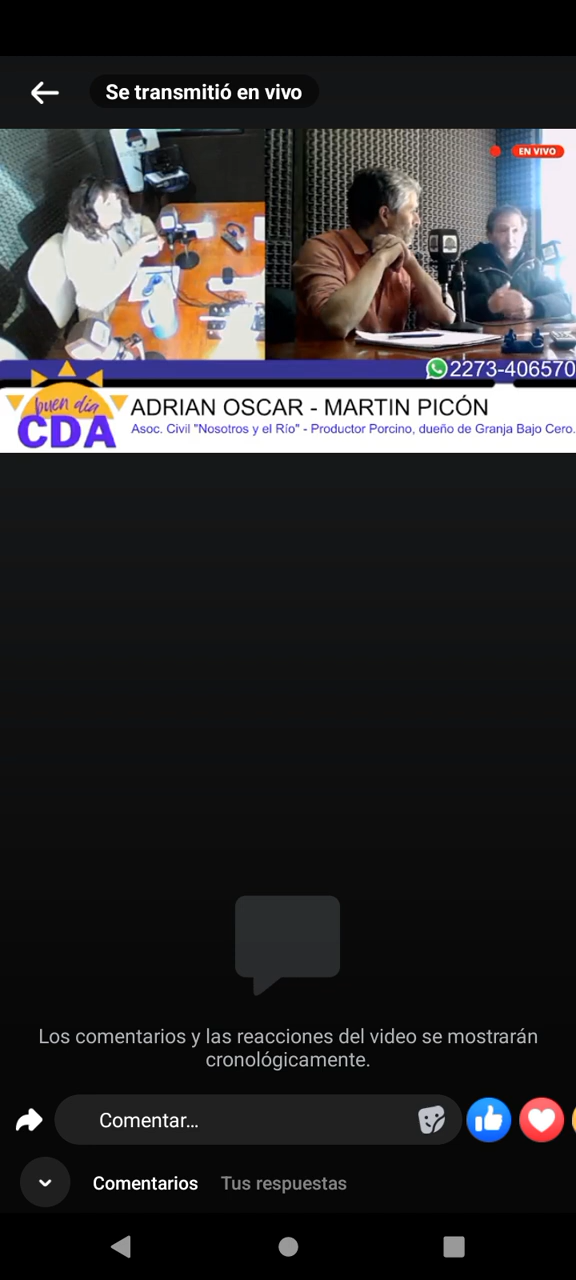 Se transmitió en vivo
EN VIVO
2273-406570
buen dia
CDA
ADRIAN OSCAR - MARTIN PICÓN
Asoc. Civil "Nosotros y el Río" - Productor Porcino, dueño de Granja Bajo Cero.
Los comentarios y las reacciones del video se mostrarán
cronológicamente.
Comentar...
Comentarios
Tus respuestas